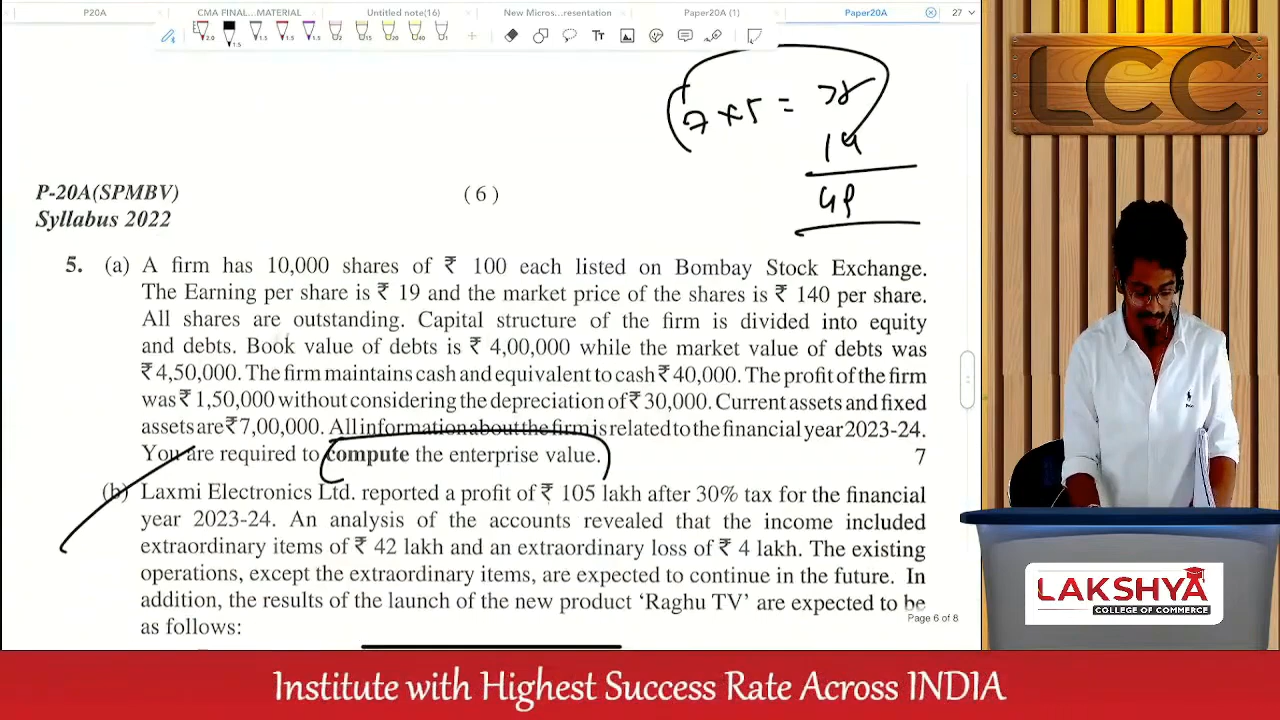 P20A
CMA FINAL...MATERIAL
Untitled note(16)
New Micros...resentation
Paper20A (1)
Paper20A
27
LCC
7 × 5 =
14
49
P-20A(SPMBV)
(6)
Syllabus 2022
5. (a) A firm has 10,000 shares of ₹ 100 each listed on Bombay Stock Exchange.
The Earning per share is ₹ 19 and the market price of the shares is ₹ 140 per share.
All shares are outstanding. Capital structure of the firm is divided into equity
and debts. Book value of debts is ₹ 4,00,000 while the market value of debts was
₹ 4,50,000. The firm maintains cash and equivalent to cash ₹ 40,000. The profit of the firm
was ₹ 1,50,000 without considering the depreciation of ₹ 30,000. Current assets and fixed
assets are ₹ 7,00,000. All information about the firm is related to the financial year 2023-24.
You are required to compute the enterprise value. 7
(b) Laxmi Electronics Ltd. reported a profit of ₹ 105 lakh after 30% tax for the financial
year 2023-24. An analysis of the accounts revealed that the income included
extraordinary items of ₹ 42 lakh and an extraordinary loss of ₹ 4 lakh. The existing
operations, except the extraordinary items, are expected to continue in the future. In
addition, the results of the launch of the new product 'Raghu TV' are expected to be
as follows:
Page 6 of 8
LAKSHYA
COLLEGE OF COMMERCE
Institute with Highest Success Rate Across INDIA